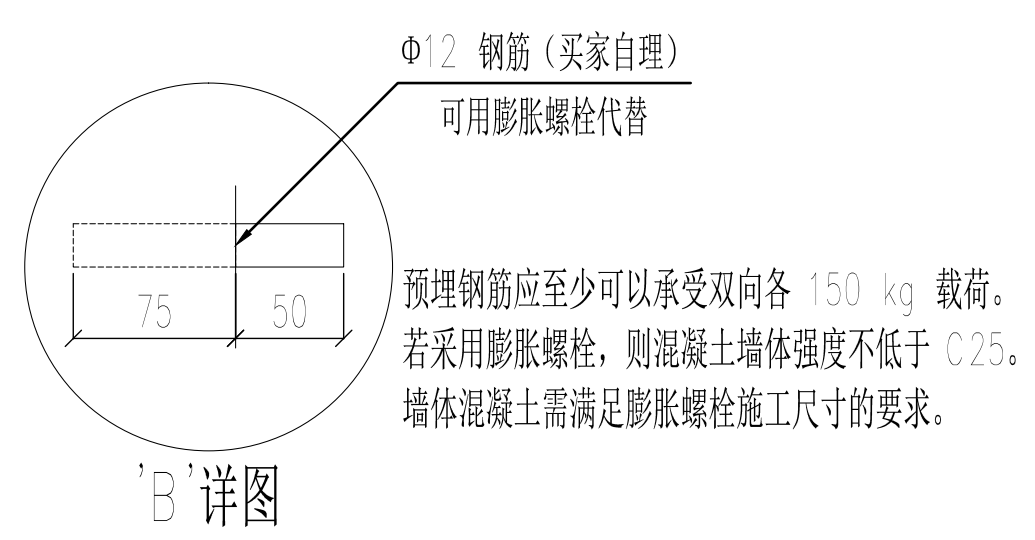 Φ12 钢筋（买家自理）
可用膨胀螺栓代替
75 50
预埋钢筋应至少可以承受双向各 150 kg 载荷。
若采用膨胀螺栓，则混凝土墙体强度不低于 C25。
墙体混凝土需满足膨胀螺栓施工尺寸的要求。
'B'详图